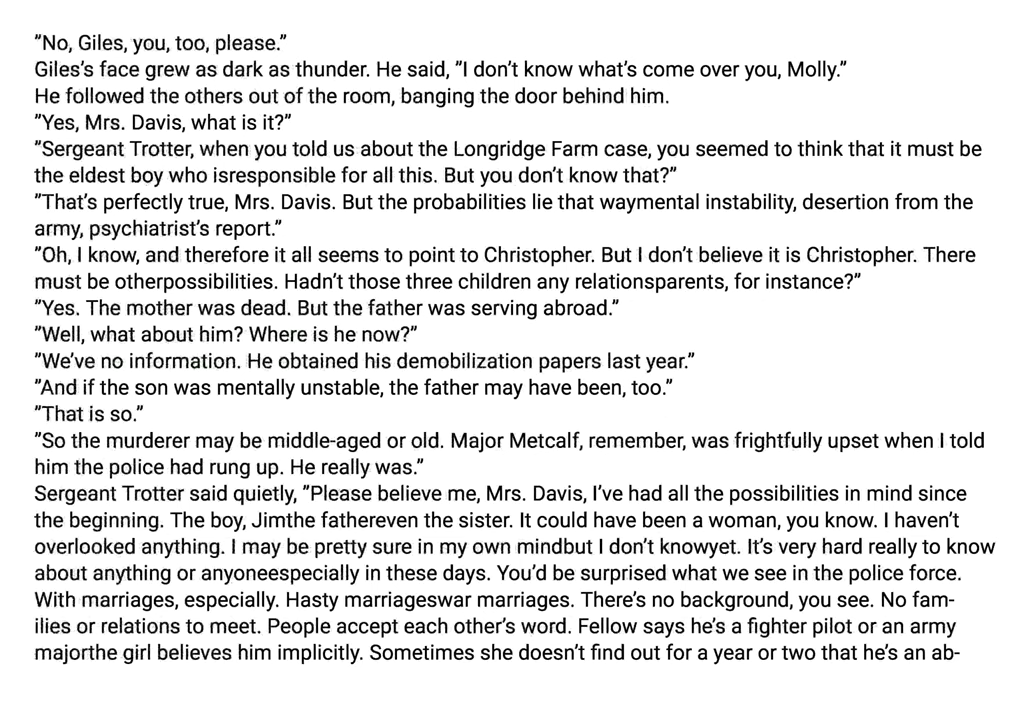 "No, Giles, you, too, please."
Giles's face grew as dark as thunder. He said, "I don't know what's come over you, Molly."
He followed the others out of the room, banging the door behind him.
"Yes, Mrs. Davis, what is it?"
"Sergeant Trotter, when you told us about the Longridge Farm case, you seemed to think that it must be
the eldest boy who isresponsible for all this. But you don't know that?"
"That's perfectly true, Mrs. Davis. But the probabilities lie that waymental instability, desertion from the
army, psychiatrist's report."
"Oh, I know, and therefore it all seems to point to Christopher. But I don't believe it is Christopher. There
must be otherpossibilities. Hadn't those three children any relationsparents, for instance?"
"Yes. The mother was dead. But the father was serving abroad."
"Well, what about him? Where is he now?"
"We've no information. He obtained his demobilization papers last year."
"And if the son was mentally unstable, the father may have been, too."
"That is so."
"So the murderer may be middle-aged or old. Major Metcalf, remember, was frightfully upset when I told
him the police had rung up. He really was."
Sergeant Trotter said quietly, "Please believe me, Mrs. Davis, I've had all the possibilities in mind since
the beginning. The boy, Jimthe fathereven the sister. It could have been a woman, you know. I haven't
overlooked anything. I may be pretty sure in my own mindbut I don't knowyet. It's very hard really to know
about anything or anyoneespecially in these days. You'd be surprised what we see in the police force.
With marriages, especially. Hasty marriageswar marriages. There's no background, you see. No fam-
ilies or relations to meet. People accept each other's word. Fellow says he's a fighter pilot or an army
majorthe girl believes him implicitly. Sometimes she doesn't find out for a year or two that he's an ab-